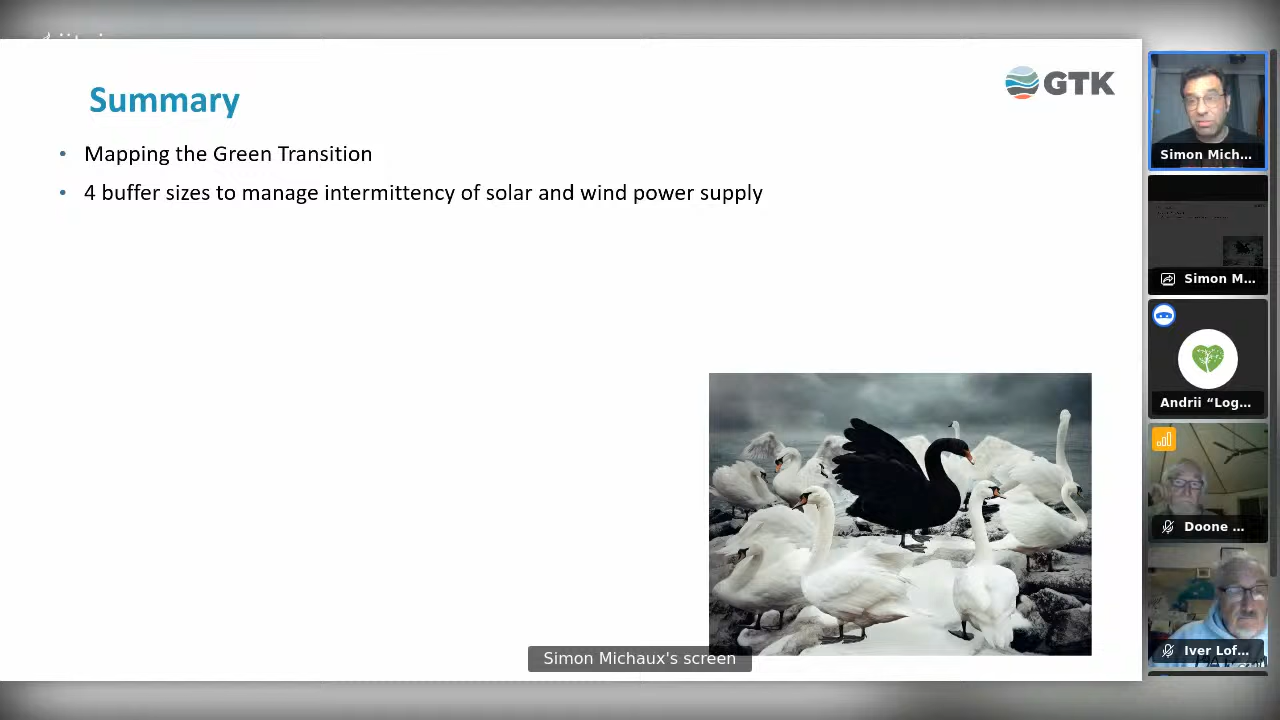 Summary
GTK
• Mapping the Green Transition
• 4 buffer sizes to manage intermittency of solar and wind power supply
Simon Michaux's screen
Simon Mich...
Simon M...
Andrii “Log...
Doone ...
Iver Lof...